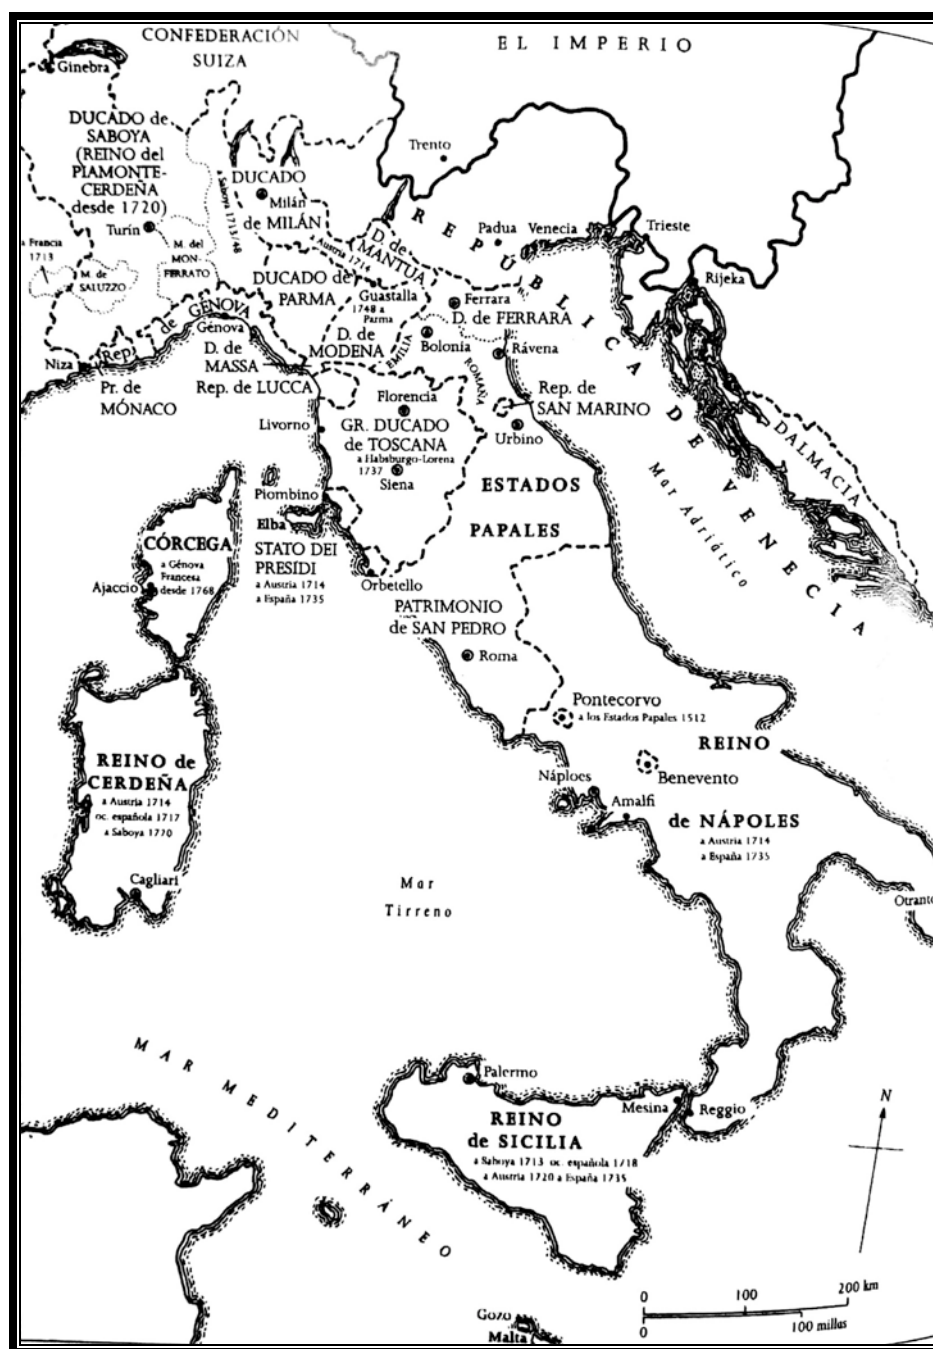 CONFEDERACIÓN
SUIZA
EL IMPERIO
Ginebra
DUCADO de
SABOYA
(REINO del
PIAMONTE-
CERDEÑA
desde 1720)
Turín
a Saboya 1713/48
DUCADO
Milán
de MILÁN
Trento
a Francia
1713
M. de
SALUZZO
M. del
MON-
FERRATO
a Austria 1714
D. de
MANTUA
Padua
Venecia
Trieste
Rijeka
REPÚBLICA DE VENECIA
DUCADO de
PARMA
Guastalla
1748 a
Parma
Ferrara
D. de FERRARA
Rep. de GÉNOVA
Génova
D. de
MODENA
EMILIA
Bolonia
ROMAÑA
Rávena
Niza
Pr. de
MÓNACO
D. de
MASSA
Rep. de LUCCA
Rep. de
SAN MARINO
Florencia
Livorno
GR. DUCADO
de TOSCANA
a Habsburgo-Lorena
1737
Siena
Urbino
DALMACIA
Mar Adriático
ESTADOS
PAPALES
Piombino
Elba
CÓRCEGA
a Génova
Francesa
desde 1768
Ajaccio
STATO DEI
PRESIDI
a Austria 1714
a España 1735
Orbetello
PATRIMONIO
de SAN PEDRO
Roma
Pontecorvo
a los Estados Papales 1512
REINO
Benevento
de NÁPOLES
a Austria 1714
a España 1735
Náploes
Amalfi
REINO de
CERDEÑA
a Austria 1714
oc. española 1717
a Saboya 1720
Cagliari
Mar
Tirreno
Otranto
MAR MEDITERRÁNEO
Palermo
Mesina
Reggio
REINO
de SICILIA
a Saboya 1713 oc. española 1718
a Austria 1720 a España 1735
N
Gozo
Malta
0 100 200 km
0 100 millas